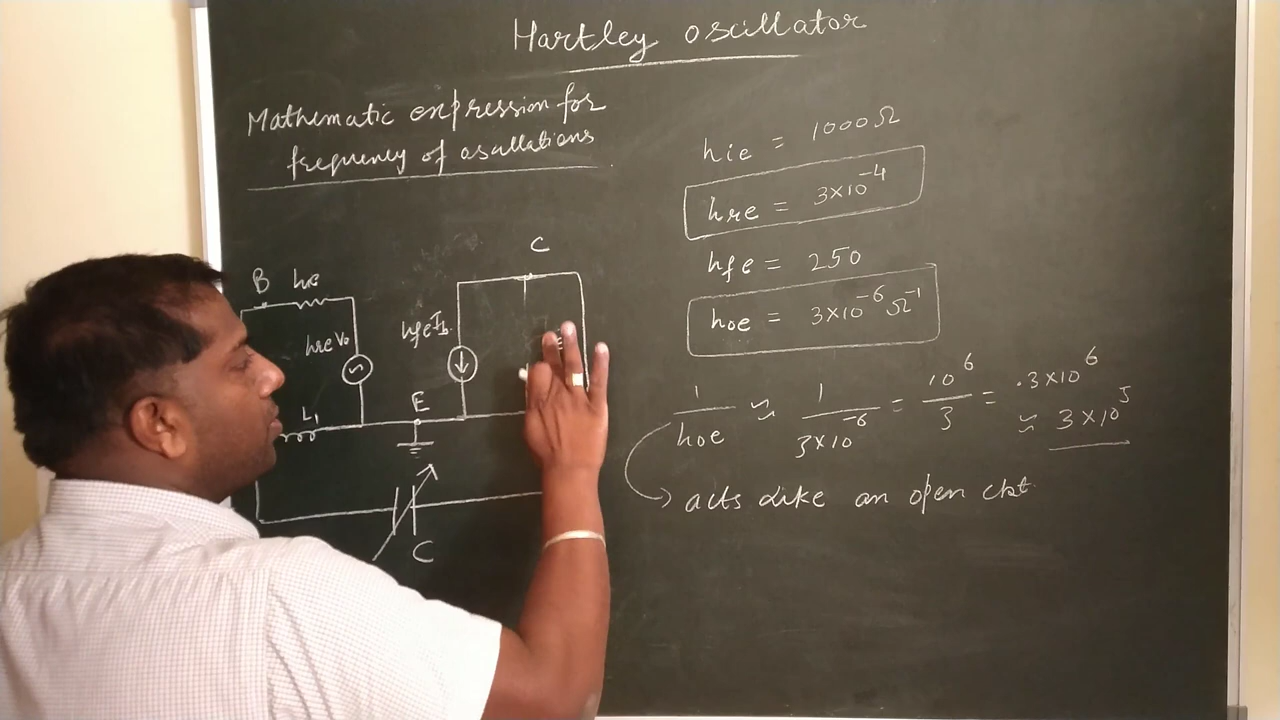 Hartley oscillator
Mathematic expression for
frequency of oscillations
hie = 1000Ω
hre = 3×10⁻⁴
hfe = 250
hoe = 3×10⁻⁶ Ω⁻¹
1/hoe ≈ 1/3×10⁻⁶ = 10⁶/3 = .3×10⁶
≈ 3×10⁵
acts like an open ckt.
C
B hie
hfe Ib
hre Vo
E
L₁
C